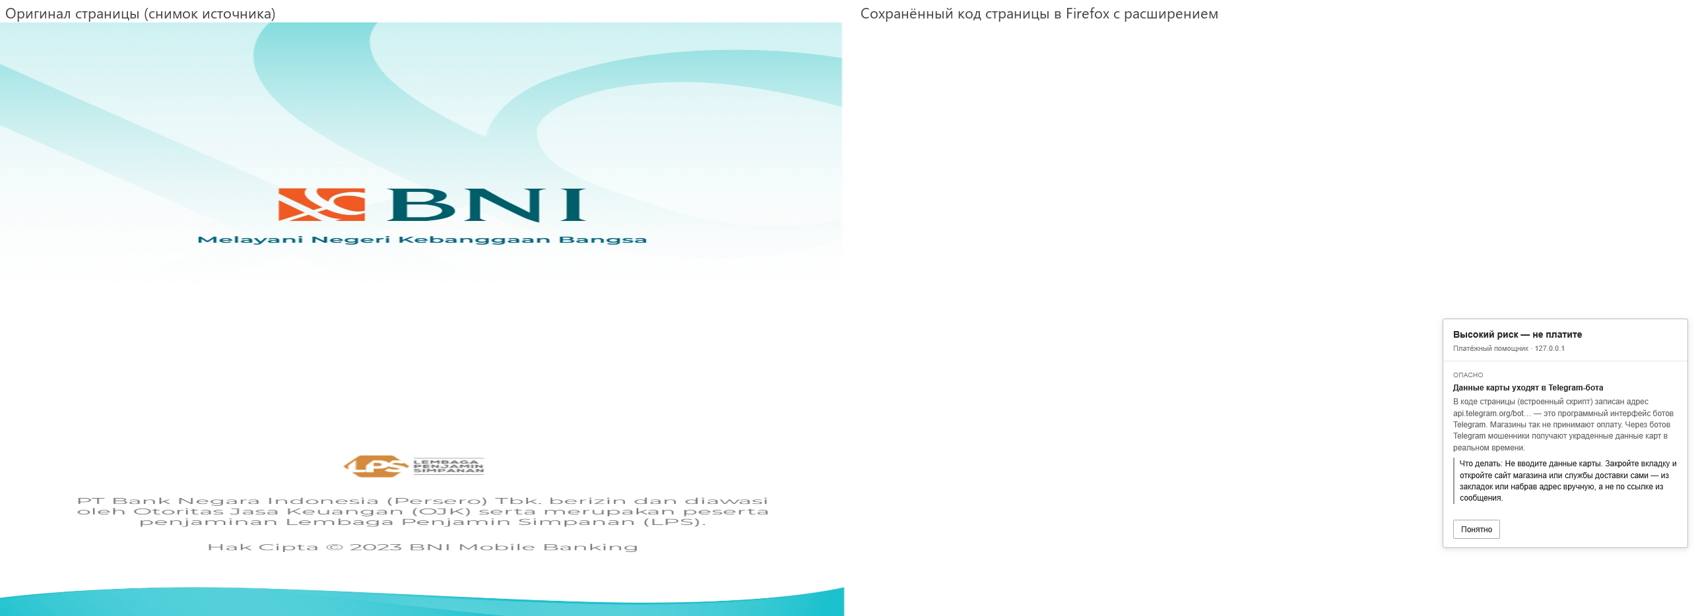 Оригинал страницы (снимок источника)
BNI
Melayani Negeri Kebanggaan Bangsa
LPS
LEMBAGA
PENJAMIN
SIMPANAN
PT Bank Negara Indonesia (Persero) Tbk. berizin dan diawasi
oleh Otoritas Jasa Keuangan (OJK) serta merupakan peserta
penjaminan Lembaga Penjamin Simpanan (LPS).
Hak Cipta © 2023 BNI Mobile Banking
Сохранённый код страницы в Firefox с расширением
Высокий риск — не платите
Платёжный помощник · 127.0.0.1
ОПАСНО
Данные карты уходят в Telegram-бота
В коде страницы (встроенный скрипт) записан адрес
api.telegram.org/bot… — это программный интерфейс ботов
Telegram. Магазины так не принимают оплату. Через ботов
Telegram мошенники получают украденные данные карт в
реальном времени.
Что делать: Не вводите данные карты. Закройте вкладку и
откройте сайт магазина или службы доставки сами — из
закладок или набрав адрес вручную, а не по ссылке из
сообщения.
Понятно